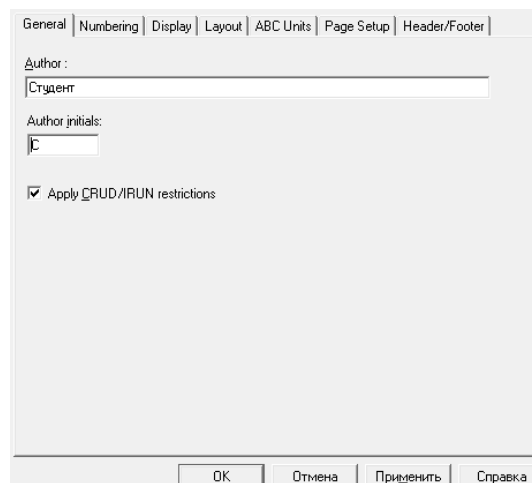 General Numbering Display Layout ABC Units Page Setup Header/Footer
Author :
Студент
Author initials:
С
Apply CRUD/IRUN restrictions
OK Отмена Применить Справка